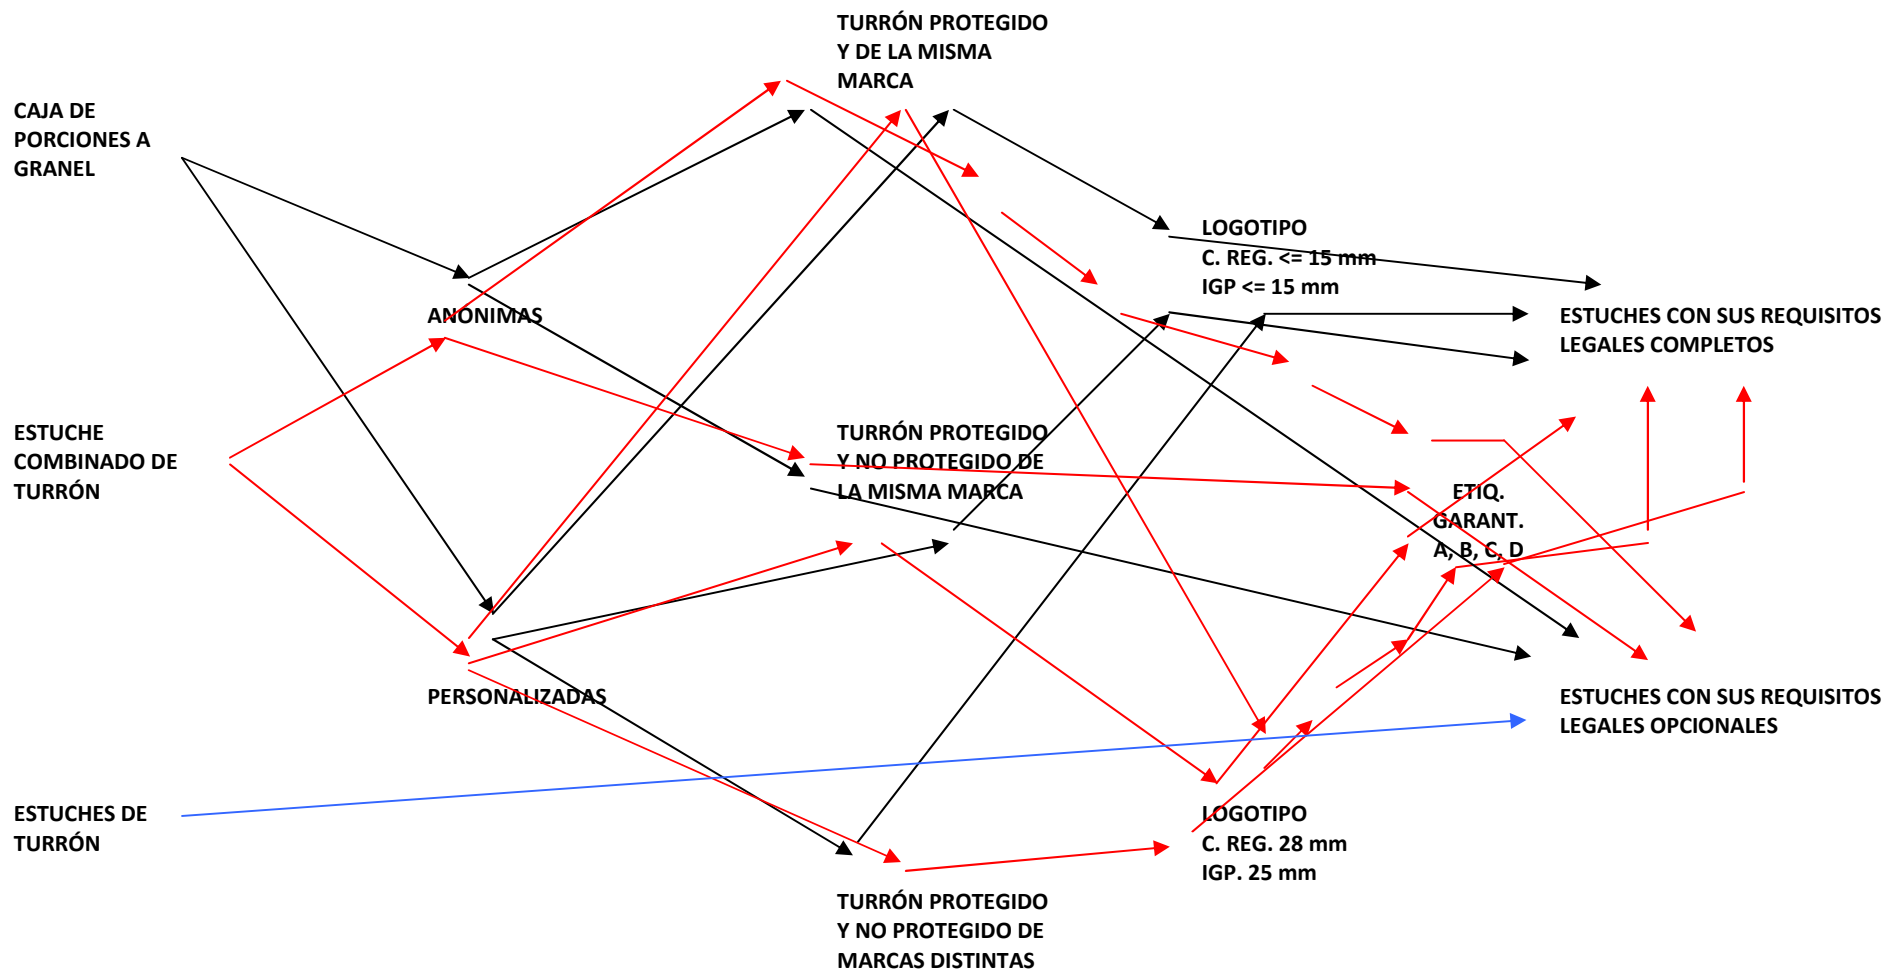 TURRÓN PROTEGIDO
Y DE LA MISMA
MARCA
CAJA DE
PORCIONES A
GRANEL
LOGOTIPO
C. REG. <= 15 mm
IGP <= 15 mm
ANONIMAS
ESTUCHES CON SUS REQUISITOS
LEGALES COMPLETOS
ESTUCHE
COMBINADO DE
TURRÓN
TURRÓN PROTEGIDO
Y NO PROTEGIDO DE
LA MISMA MARCA
ETIQ.
GARANT.
A, B, C, D
PERSONALIZADAS
ESTUCHES CON SUS REQUISITOS
LEGALES OPCIONALES
ESTUCHES DE
TURRÓN
LOGOTIPO
C. REG. 28 mm
IGP. 25 mm
TURRÓN PROTEGIDO
Y NO PROTEGIDO DE
MARCAS DISTINTAS